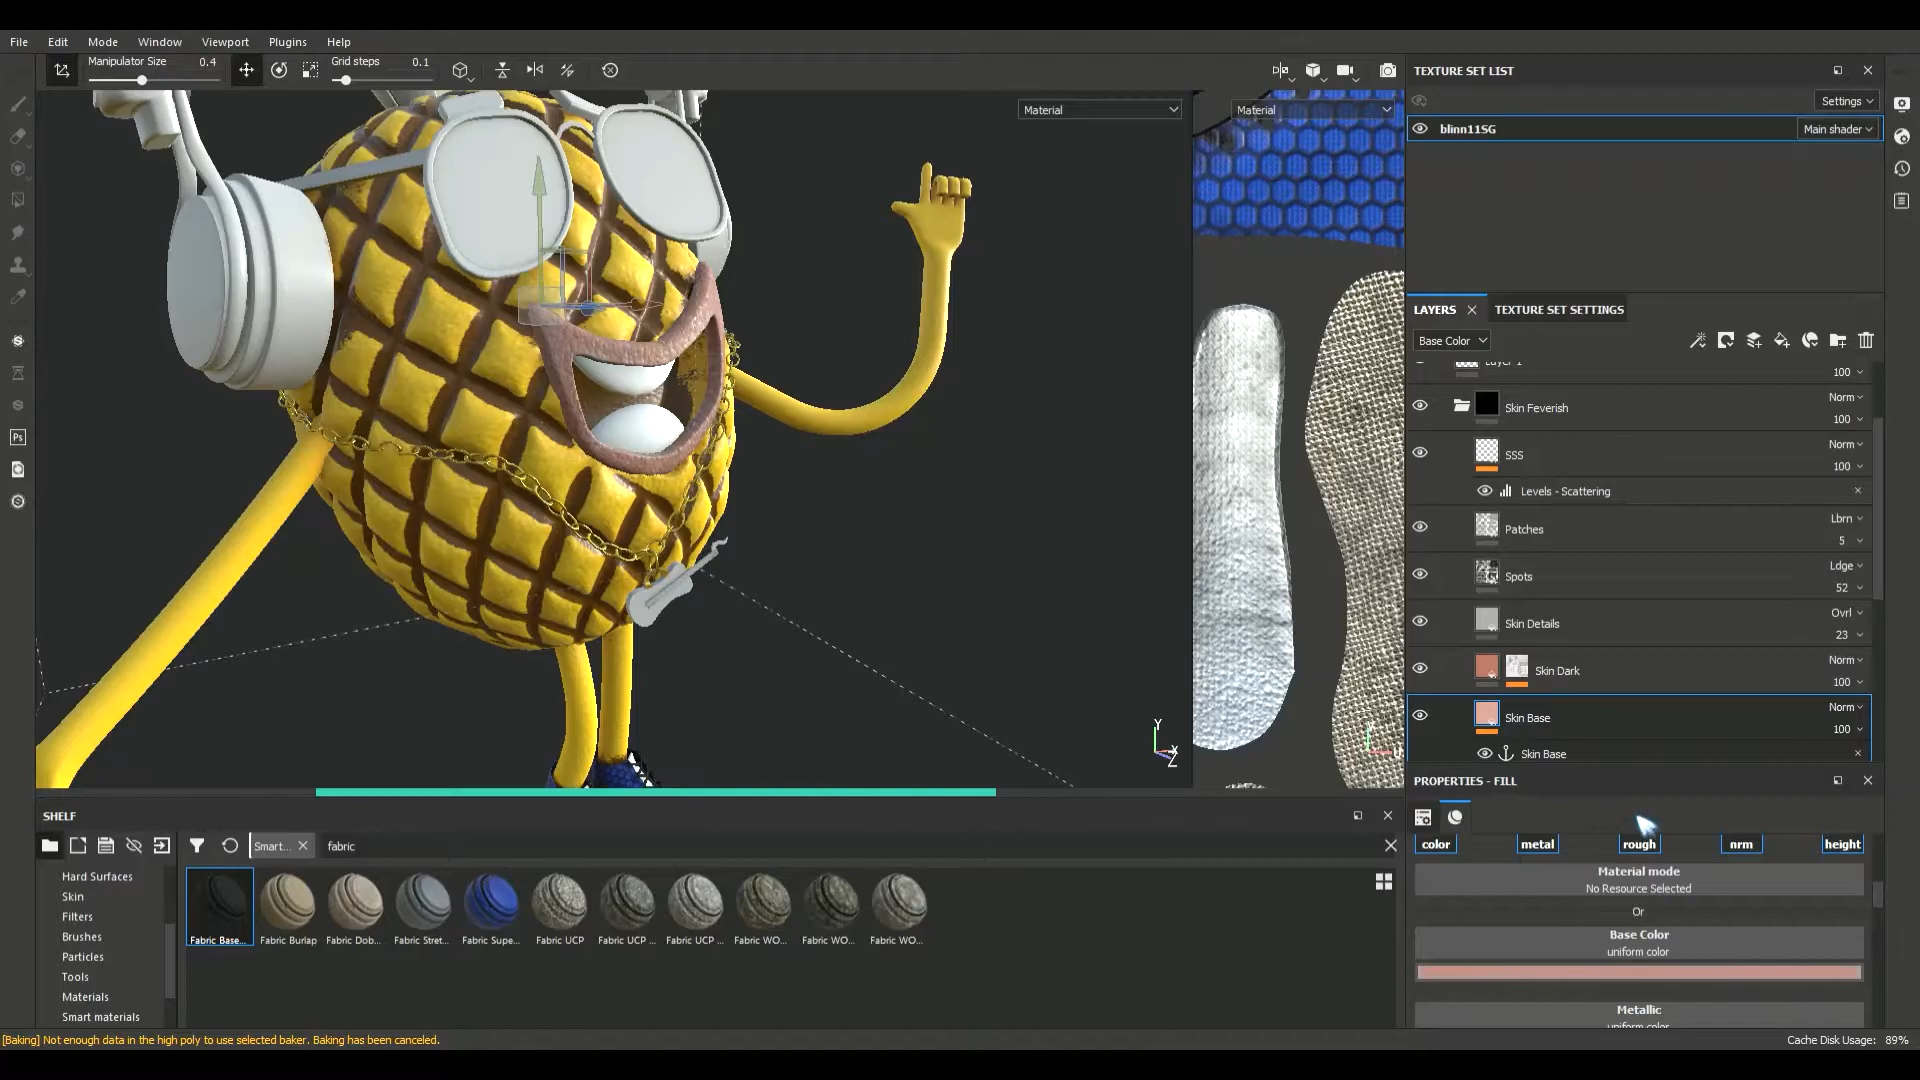 File Edit Mode Window Viewport Plugins Help
Manipulator Size 0.4 Grid steps 0.1
Material
Material
Y
X
Z
TEXTURE SET LIST
Settings
blinn11SG Main shader
LAYERS TEXTURE SET SETTINGS
Base Color
Layer 1
100
Skin Feverish Norm
100
SSS Norm
100
Levels - Scattering
Patches Lbrn
5
Spots Ldge
52
Skin Details Ovrl
23
Skin Dark Norm
100
Skin Base Norm
100
Skin Base
PROPERTIES - FILL
color metal rough nrm height
Material mode
No Resource Selected
Or
Base Color
uniform color
Metallic
uniform color
SHELF
Smart... fabric
Hard Surfaces
Skin
Filters
Brushes
Particles
Tools
Materials
Smart materials
Fabric Base... Fabric Burlap Fabric Dob... Fabric Stret... Fabric Supe... Fabric UCP Fabric UCP ... Fabric UCP ... Fabric WO... Fabric WO... Fabric WO...
Ps
[Baking] Not enough data in the high poly to use selected baker. Baking has been canceled.
Cache Disk Usage: 89%